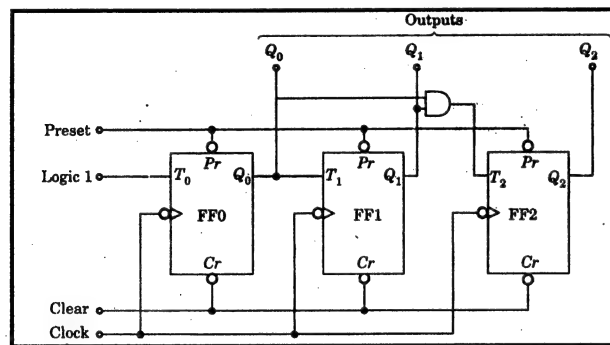 Outputs
Q0 Q1 Q2
Preset
Pr Pr Pr
Logic 1 T0 Q0 T1 Q1 T2 Q2
FF0 FF1 FF2
Cr Cr Cr
Clear
Clock